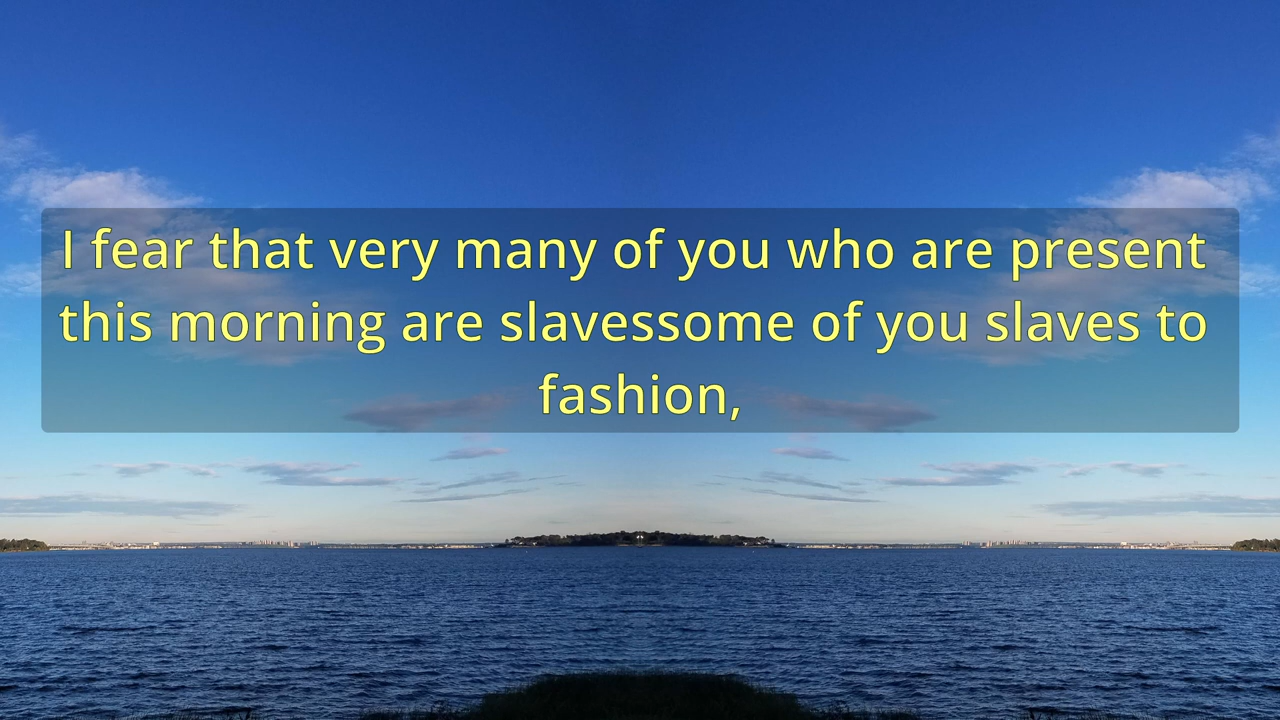 I fear that very many of you who are present
this morning are slavessome of you slaves to
fashion,